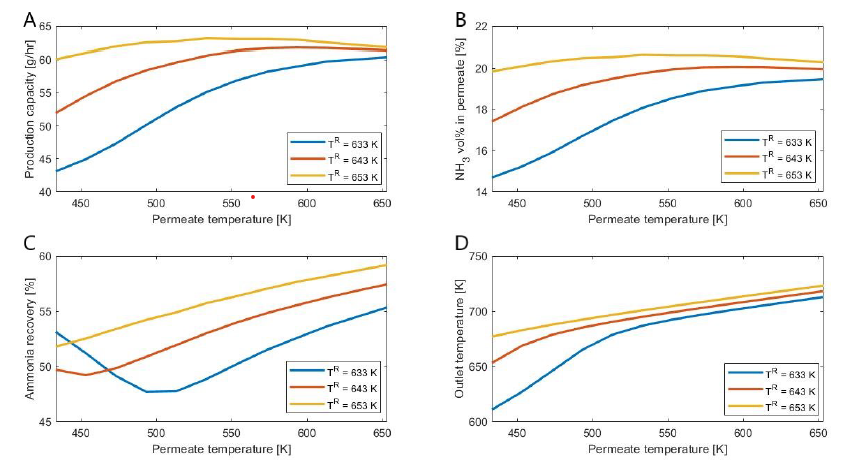 A
65
60
55
50
45
40
Production capacity [g/hr]
T^R = 633 K
T^R = 643 K
T^R = 653 K
450
500
550
600
650
Permeate temperature [K]
B
22
20
18
16
14
NH3 vol% in permeate [%]
T^R = 633 K
T^R = 643 K
T^R = 653 K
450
500
550
600
650
Permeate temperature [K]
C
60
55
50
45
Ammonia recovery [%]
T^R = 633 K
T^R = 643 K
T^R = 653 K
450
500
550
600
650
Permeate temperature [K]
D
750
700
650
600
Outlet temperature [K]
T^R = 633 K
T^R = 643 K
T^R = 653 K
450
500
550
600
650
Permeate temperature [K]